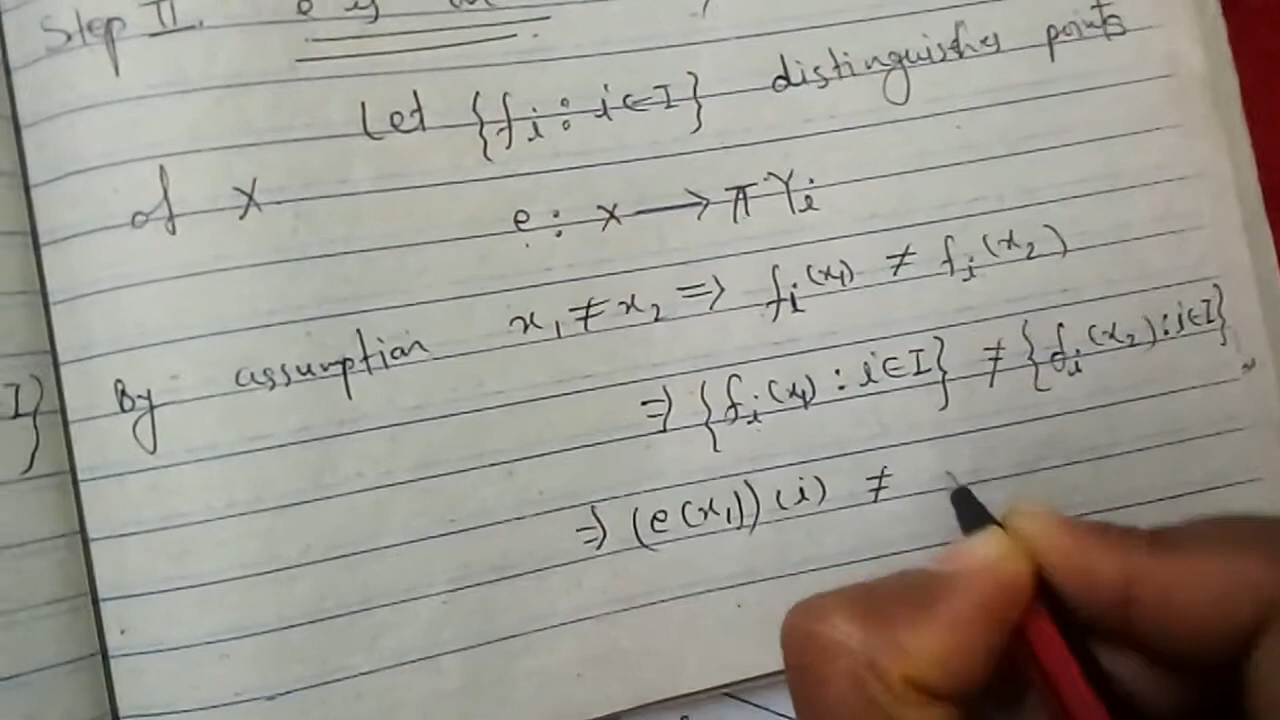 Step II. e is
Let {fi : i ∈ I} distinguishes points
of X
e : X → π Yi
I} By assumption x1 ≠ x2 ⇒ fi(x1) ≠ fi(x2)
⇒ {fi(x1) : i ∈ I} ≠ {fi(x2) : i ∈ I}
⇒ (e(x1))(i) ≠